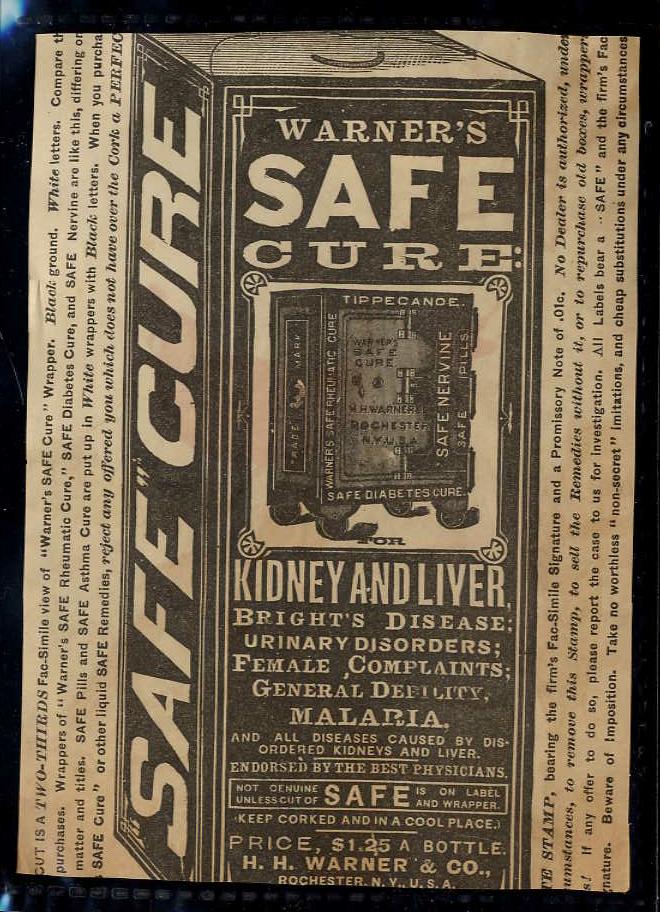 CUT IS A TWO-THIRDS Fac-Simile view of "Warner's SAFE Cure" Wrapper. Black ground. White letters. Compare
purchases. Wrappers of "Warner's SAFE Rheumatic Cure," SAFE Diabetes Cure, and SAFE Nervine are like this, differing
matter and titles. SAFE Pills and SAFE Asthma Cure are put up in White wrappers with Black letters. When you
SAFE Cure" or other liquid SAFE Remedies, reject any offered you which does not have over the Cork a
"SAFE" CURE
WARNER'S
SAFE
CURE:
TIPPECANOE.
TRADE MARK
WARNER'S SAFE RHEUMATIC CURE
WARNER'S
SAFE
CURE
H.H.WARNER &
ROCHESTER
N.Y.U.S.A.
SAFE NERVINE
SAFE PILLS.
SAFE DIABETES CURE.
FOR
KIDNEY AND LIVER,
BRIGHT'S DISEASE;
URINARY DISORDERS;
FEMALE COMPLAINTS;
GENERAL DEBILITY,
MALARIA,
AND ALL DISEASES CAUSED BY DIS-
ORDERED KIDNEYS AND LIVER.
ENDORSED BY THE BEST PHYSICIANS.
NOT GENUINE
UNLESS CUT OF
SAFE
IS ON LABEL
AND WRAPPER.
(KEEP CORKED AND IN A COOL PLACE.)
PRICE, $1.25 A BOTTLE.
H. H. WARNER & CO.,
ROCHESTER, N. Y., U. S. A.
STAMP, bearing the firm's Fac-Simile Signature and a Promissory Note of .01c. No Dealer is authorized,
to remove this Stamp, to sell the Remedies without it, or to repurchase old boxes,
If any offer to do so, please report the case to us for investigation. All Labels bear a "SAFE" and the firm's
Beware of Imposition. Take no worthless "non-secret" imitations, and cheap substitutions under any circumstances